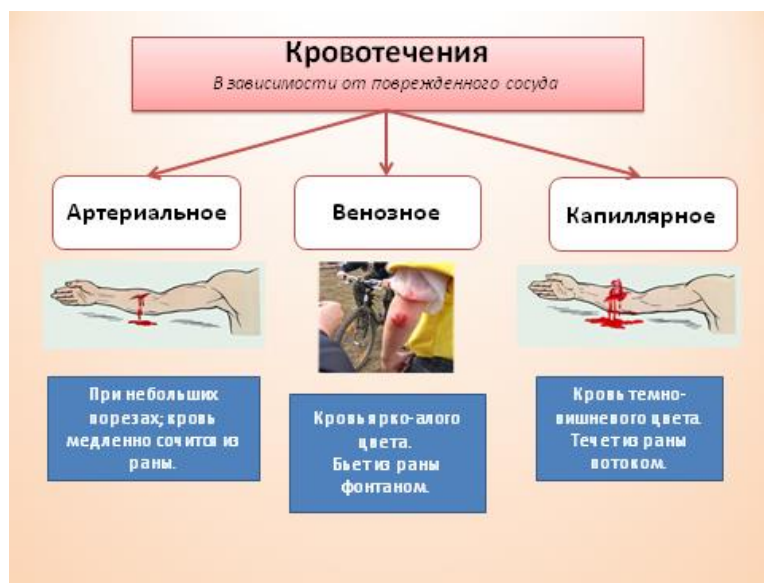 Кровотечения
В зависимости от поврежденного сосуда
Артериальное
Венозное
Капиллярное
При небольших
порезах; кровь
медленно сочится из
раны.
Кровь ярко-алого
цвета.
Бьет из раны
фонтаном.
Кровь темно-
вишневого цвета.
Течет из раны
потоком.